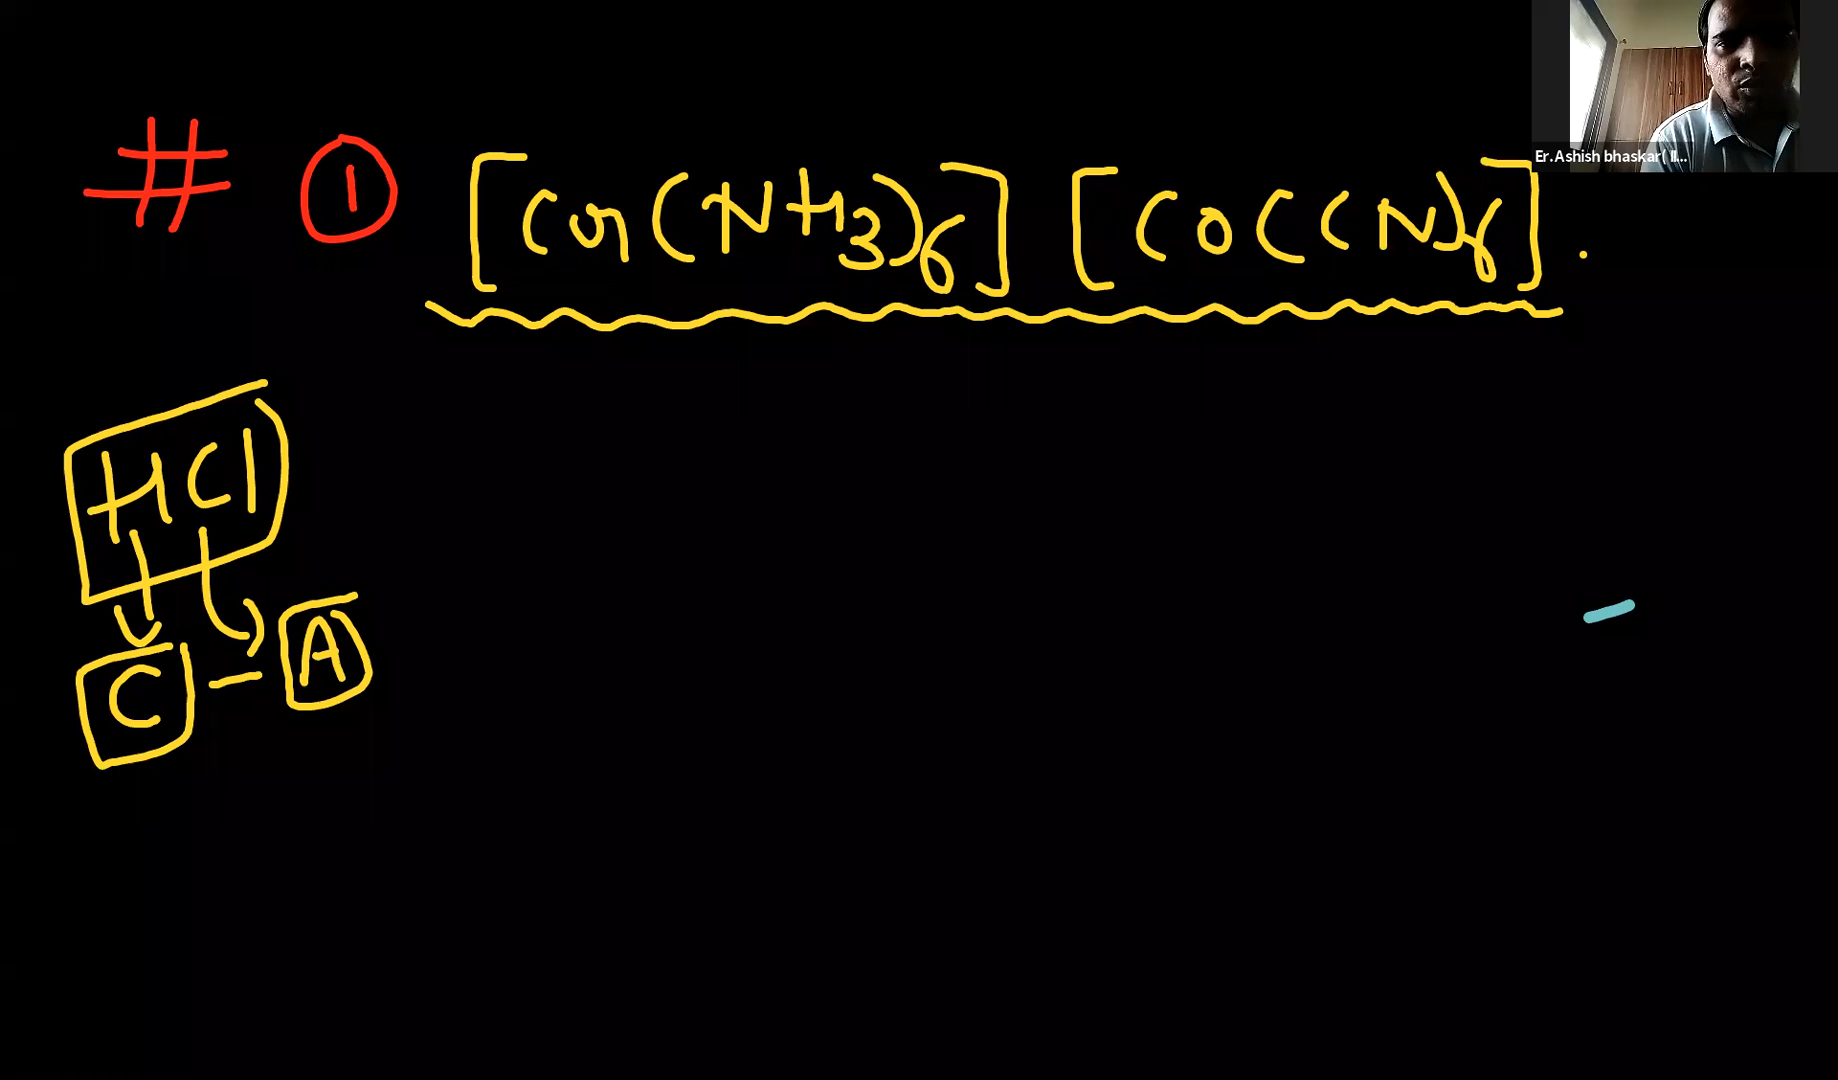 # ① [Cr(NH3)6] [Co(CN)6].
Er.Ashish bhaskar( II...
HCl
C - A